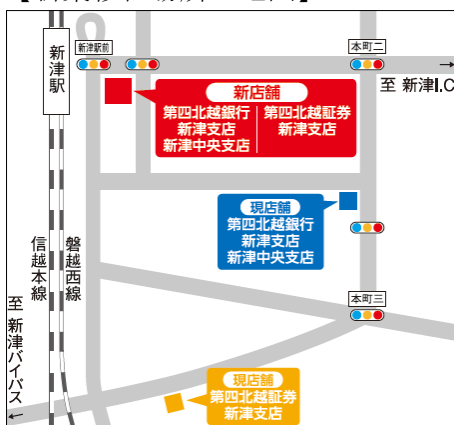 新津駅
新津駅前
本町二
至 新津I.C
新店舗
第四北越銀行
新津支店
新津中央支店
第四北越証券
新津支店
現店舗
第四北越銀行
新津支店
新津中央支店
信越本線
磐越西線
本町三
至 新津バイパス
現店舗
第四北越証券
新津支店